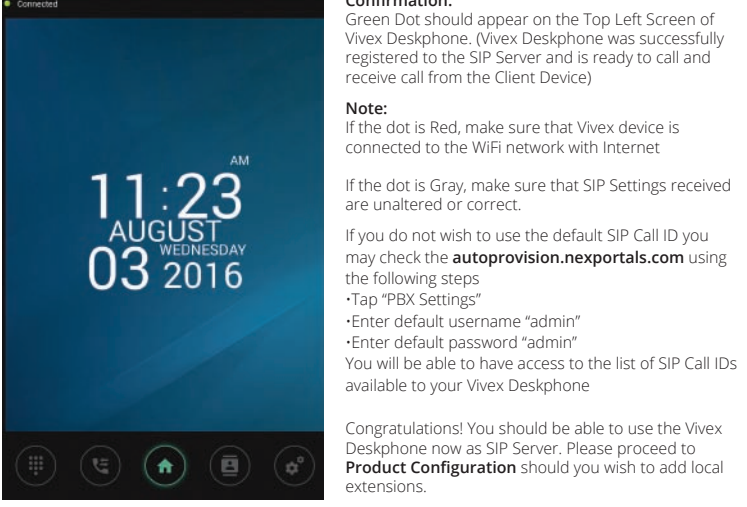 Connected
AM
11:23
AUGUST
WEDNESDAY
03 2016
Confirmation:
Green Dot should appear on the Top Left Screen of
Vivex Deskphone. (Vivex Deskphone was successfully
registered to the SIP Server and is ready to call and
receive call from the Client Device)
Note:
If the dot is Red, make sure that Vivex device is
connected to the WiFi network with Internet
If the dot is Gray, make sure that SIP Settings received
are unaltered or correct.
If you do not wish to use the default SIP Call ID you
may check the autoprovision.nexportals.com using
the following steps
·Tap “PBX Settings”
·Enter default username “admin”
·Enter default password “admin”
You will be able to have access to the list of SIP Call IDs
available to your Vivex Deskphone
Congratulations! You should be able to use the Vivex
Deskphone now as SIP Server. Please proceed to
Product Configuration should you wish to add local
extensions.